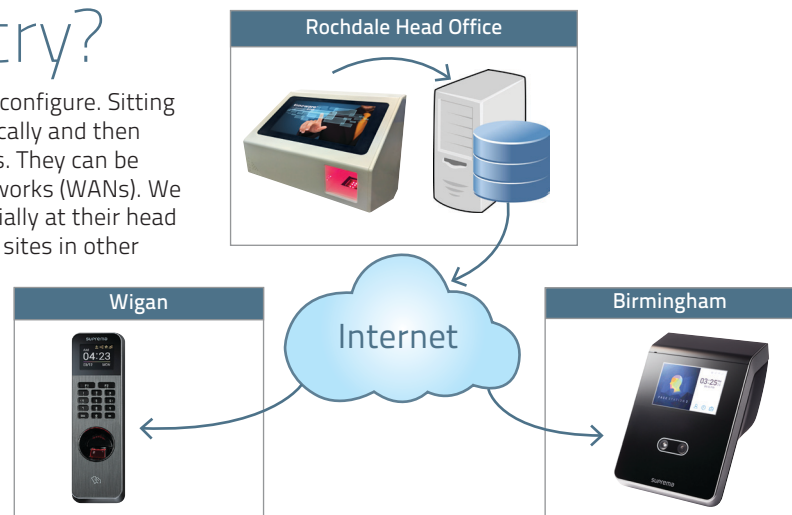 try?
Rochdale Head Office
configure. Sitting
cally and then
s. They can be
works (WANs). We
ially at their head
sites in other
Internet
Wigan
suprema
04:23
Birmingham
03:25
suprema